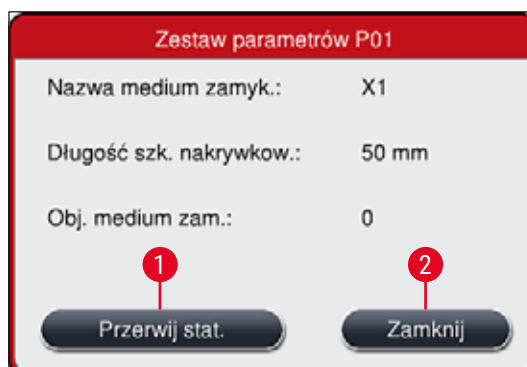 Zestaw parametrów P01
Nazwa medium zamyk.: X1
Długość szk. nakrywkow.: 50 mm
Obj. medium zam.: 0
1 2
Przerwij stat. Zamknij